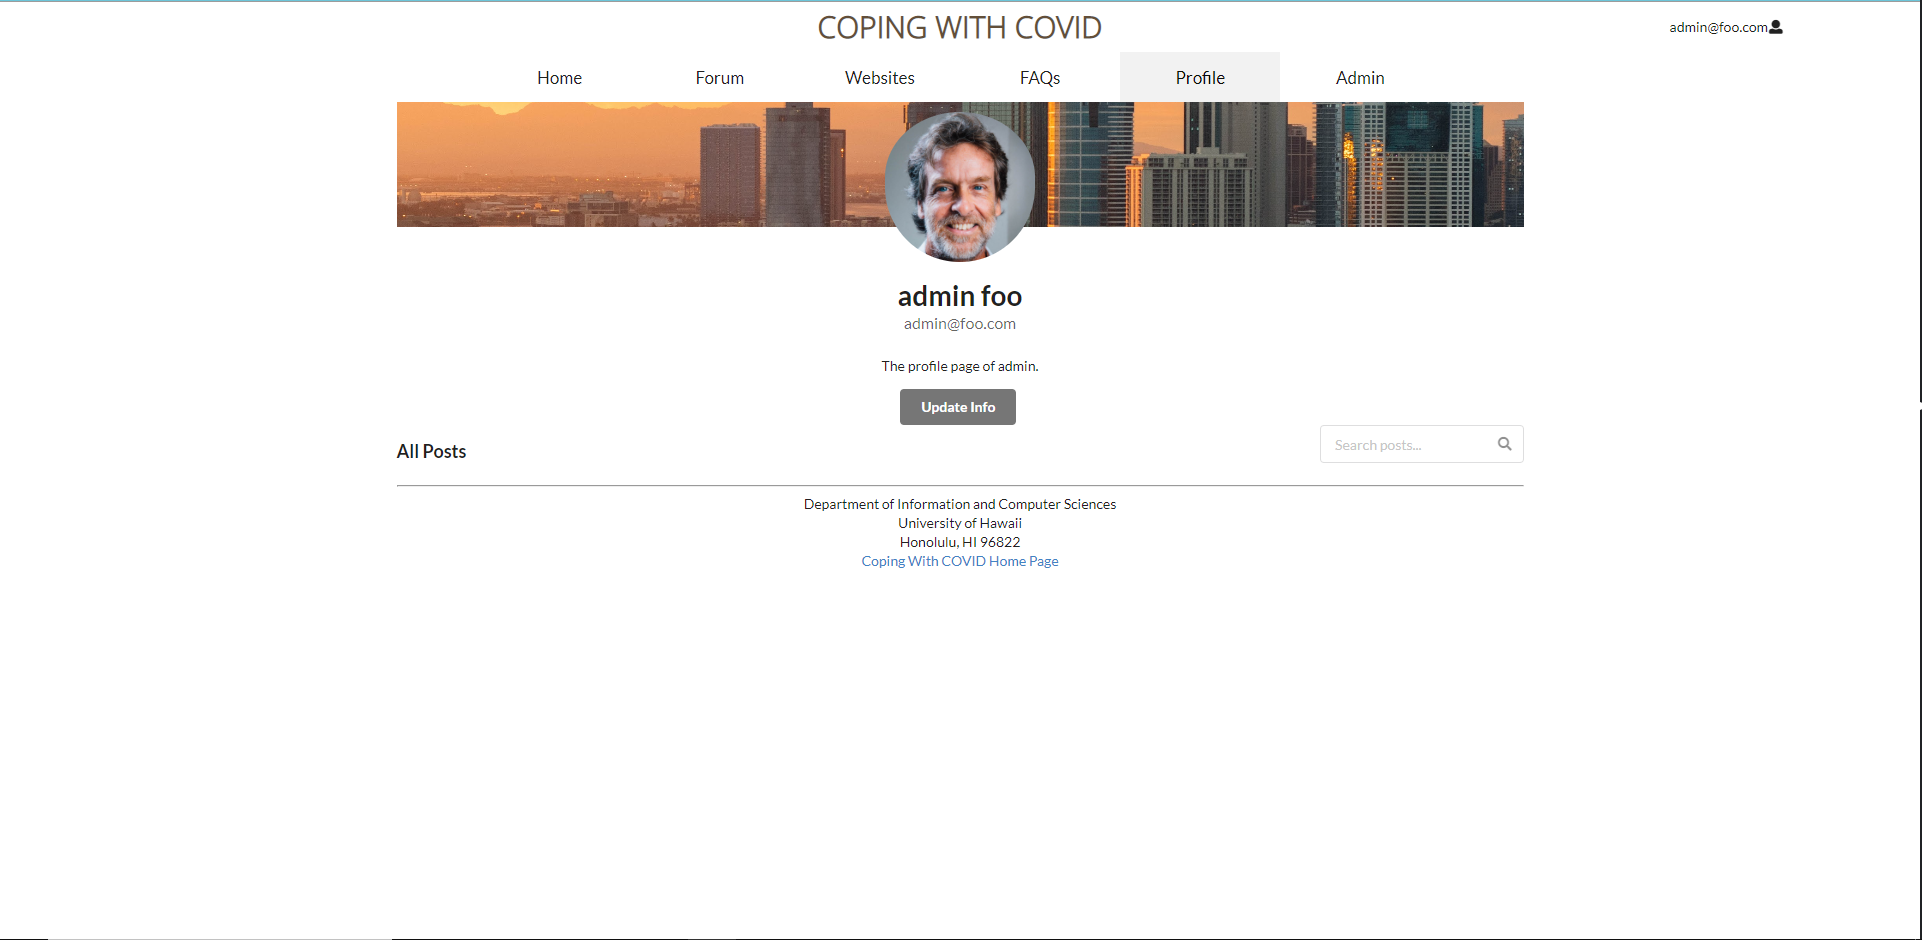 COPING WITH COVID
admin@foo.com
Home
Forum
Websites
FAQs
Profile
Admin
admin foo
admin@foo.com
The profile page of admin.
Update Info
All Posts
Search posts...
Department of Information and Computer Sciences
University of Hawaii
Honolulu, HI 96822
Coping With COVID Home Page